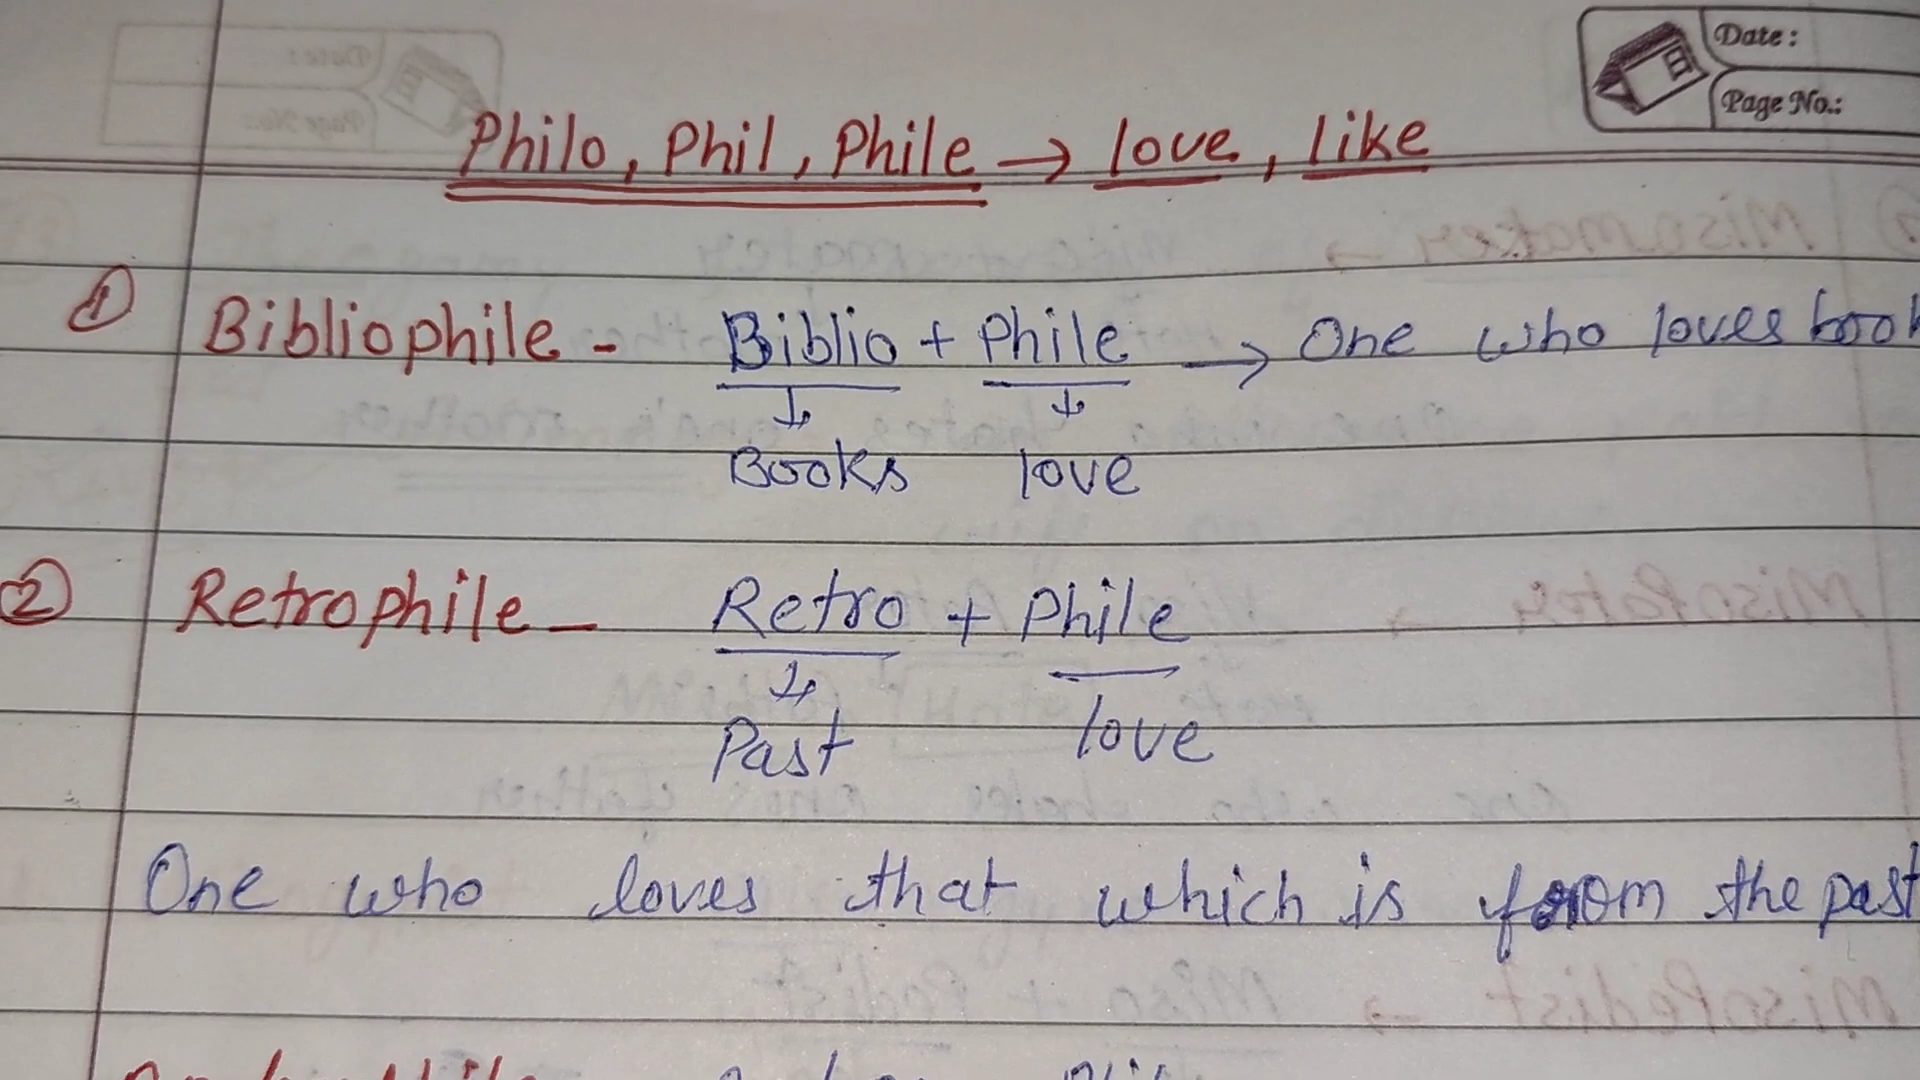 Date :
Page No.:
Philo, Phil, Phile → love, like
① Bibliophile - Biblio + Phile → One who loves book
Books love
② Retrophile - Retro + Phile
Past love
One who loves that which is from the past